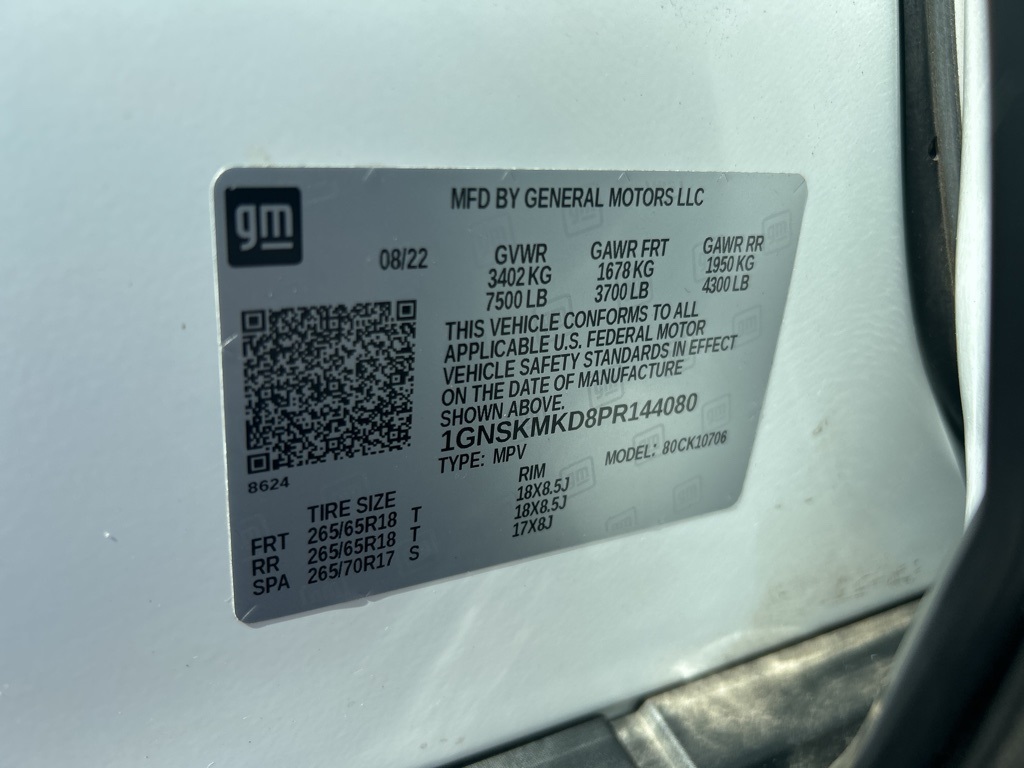 gm
MFD BY GENERAL MOTORS LLC
08/22 GVWR GAWR FRT GAWR RR
3402 KG 1678 KG 1950 KG
7500 LB 3700 LB 4300 LB
THIS VEHICLE CONFORMS TO ALL
APPLICABLE U.S. FEDERAL MOTOR
VEHICLE SAFETY STANDARDS IN EFFECT
ON THE DATE OF MANUFACTURE
SHOWN ABOVE.
1GNSKMKD8PR144080
TYPE: MPV MODEL: 80CK10706
8624
TIRE SIZE RIM
FRT 265/65R18 T 18X8.5J
RR 265/65R18 T 18X8.5J
SPA 265/70R17 S 17X8J